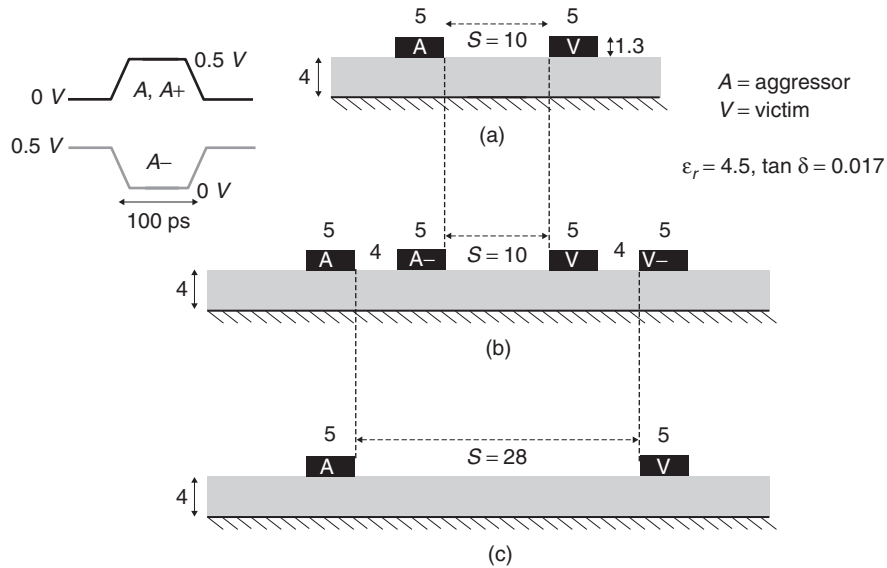 5 5
S = 10
A V 1.3
4
(a)
0.5 V
A, A+
0 V
0.5 V
A–
0 V
100 ps
A = aggressor
V = victim
εr = 4.5, tan δ = 0.017
5 4 5 S = 10 5 4 5
A A– V V–
4
(b)
5 5
S = 28
A V
4
(c)